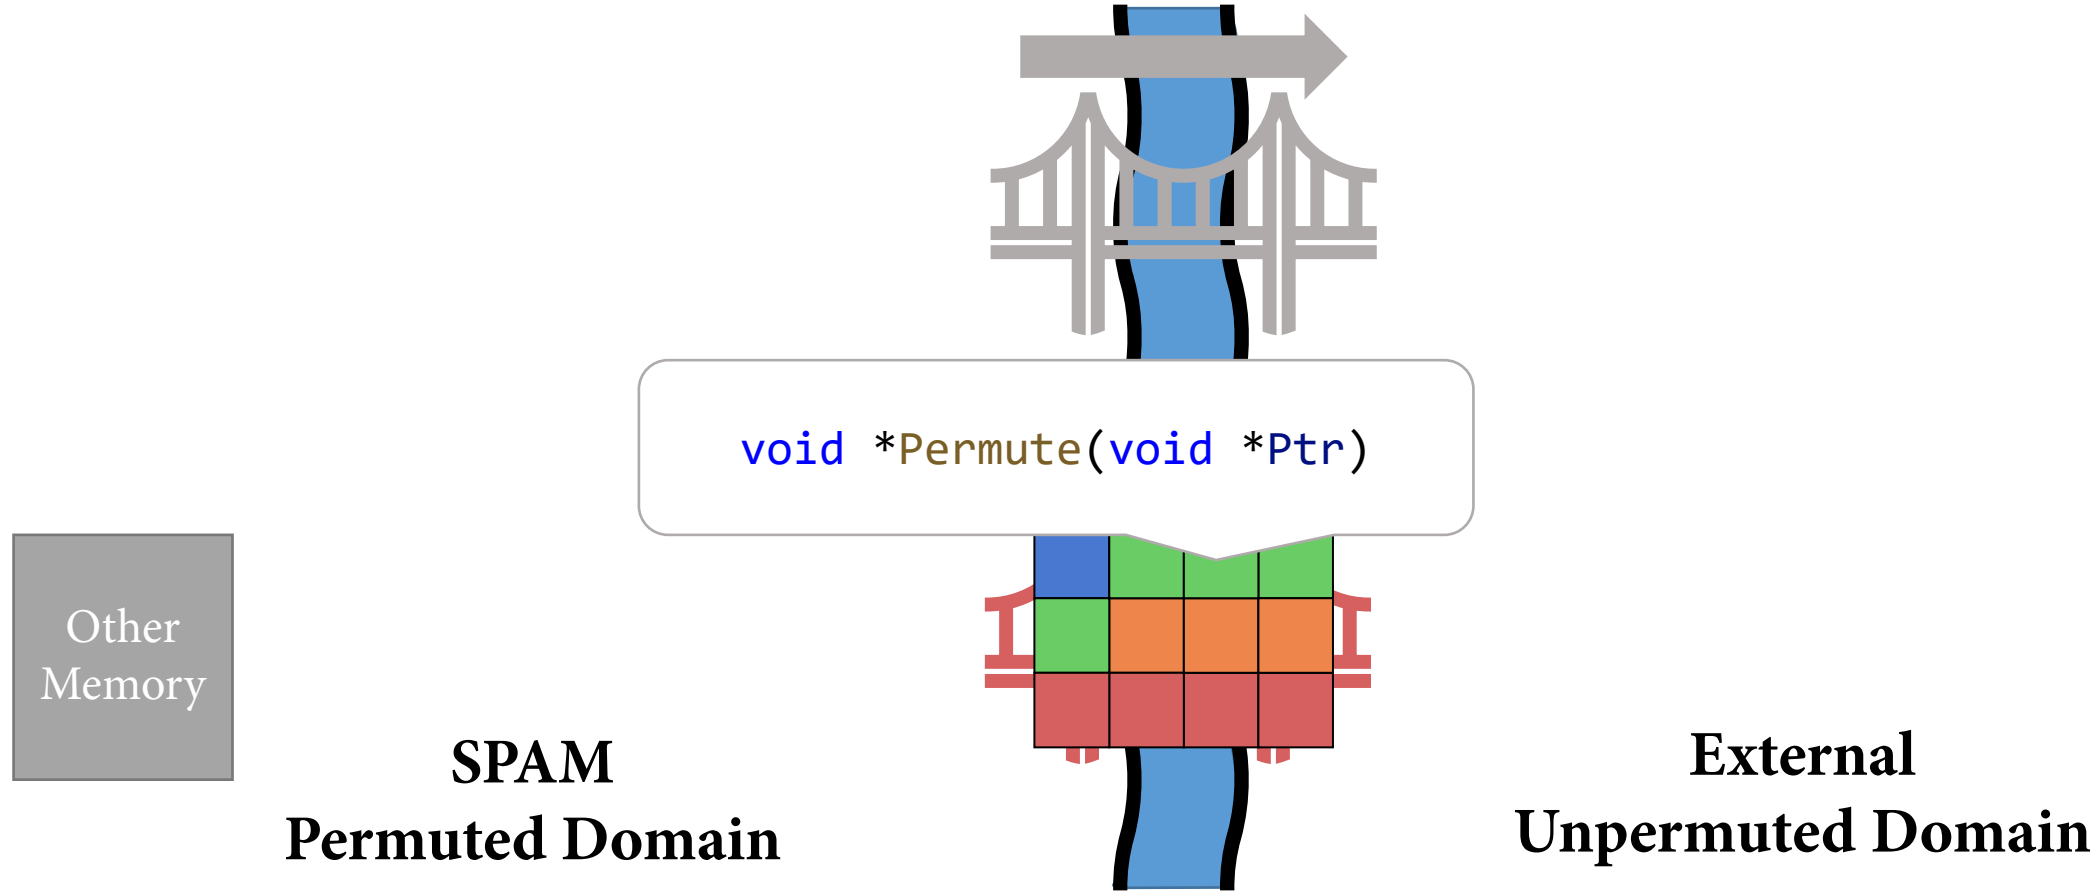 void *Permute(void *Ptr)
Other
Memory
SPAM
Permuted Domain
External
Unpermuted Domain